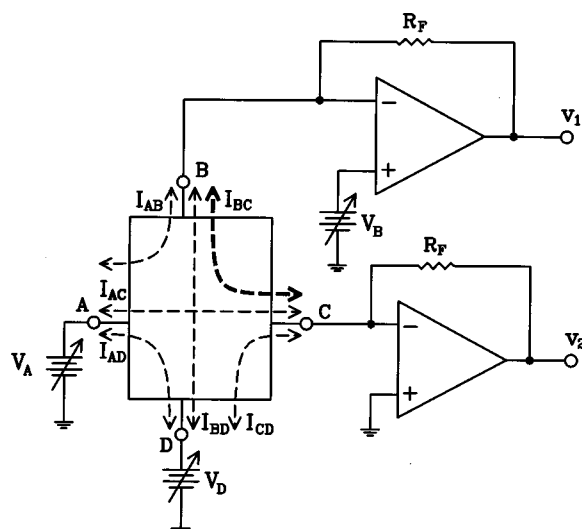 R_F
v_1
B
V_B
I_AB
I_BC
R_F
I_AC
A
C
I_AD
V_A
v_2
I_BD
I_CD
D
V_D